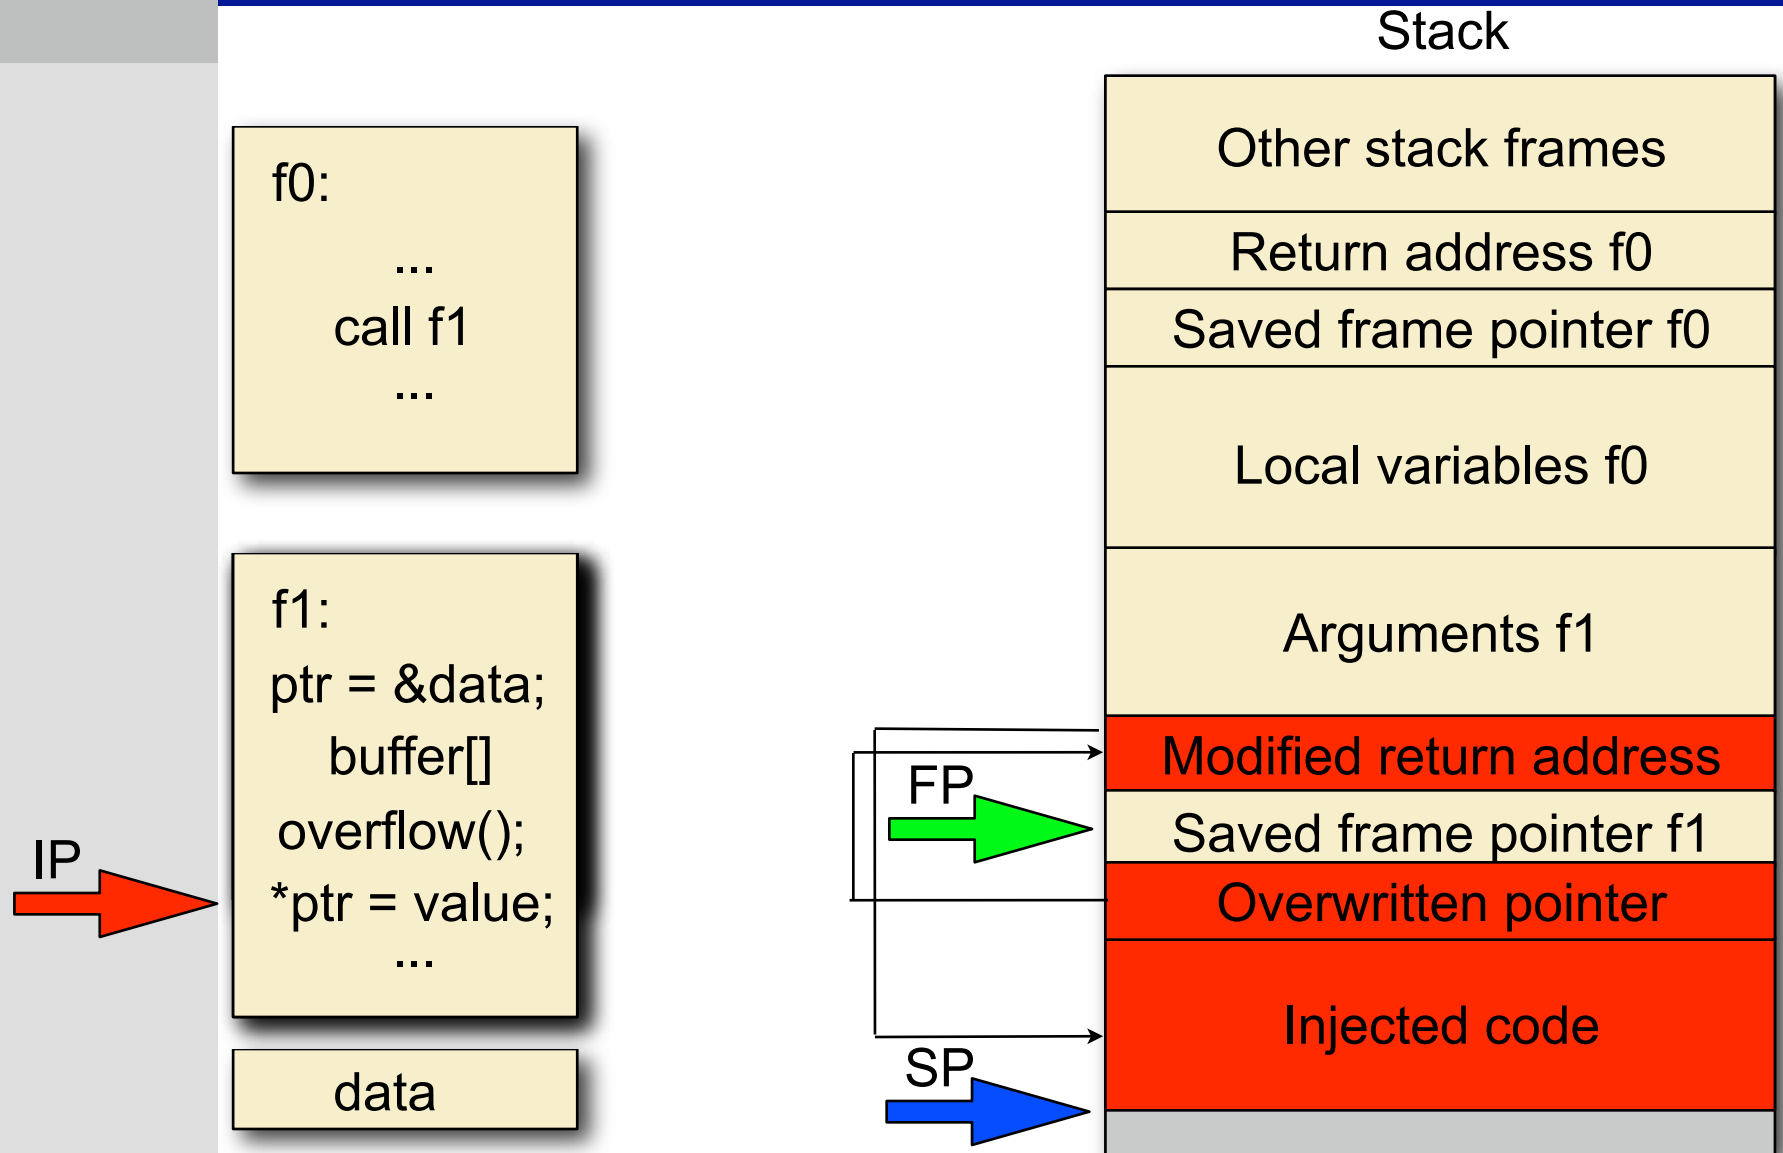 Stack
f0:
...
call f1
...
f1:
ptr = &data;
buffer[]
overflow();
*ptr = value;
...
data
IP
FP
SP
Other stack frames
Return address f0
Saved frame pointer f0
Local variables f0
Arguments f1
Modified return address
Saved frame pointer f1
Overwritten pointer
Injected code